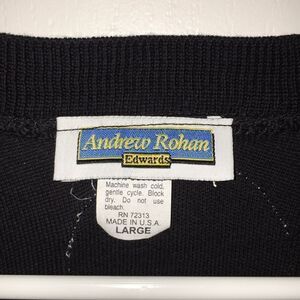 Andrew Rohan
Edwards
Machine wash cold,
gentle cycle. Block
dry. Do not use
bleach.
RN 72313
MADE IN U.S.A.
LARGE